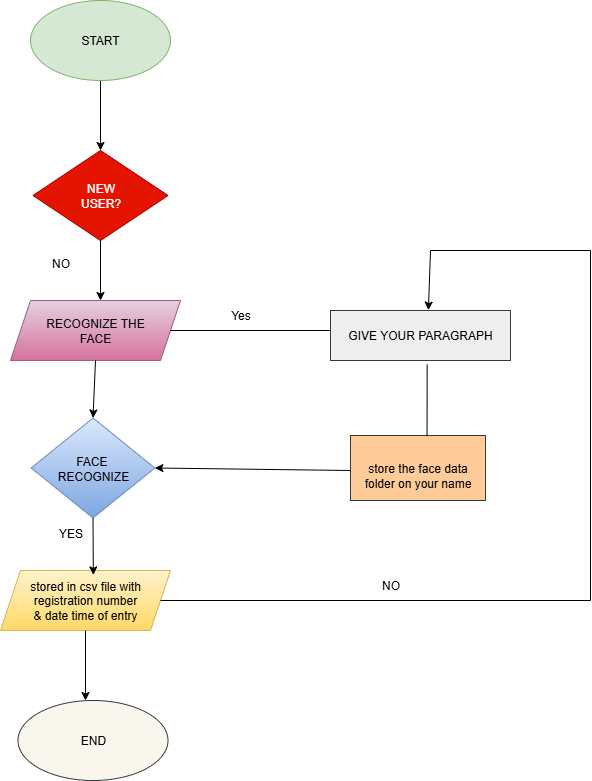 START
NEW
USER?
NO
RECOGNIZE THE
FACE
Yes
GIVE YOUR PARAGRAPH
FACE
RECOGNIZE
store the face data
folder on your name
YES
stored in csv file with
registration number
& date time of entry
NO
END